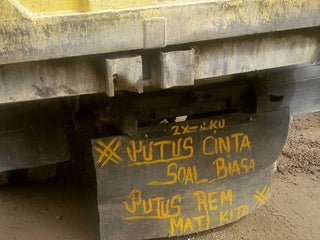 PUTUS CINTA
SOAL BIASA
PUTUS REM
MATI KITA